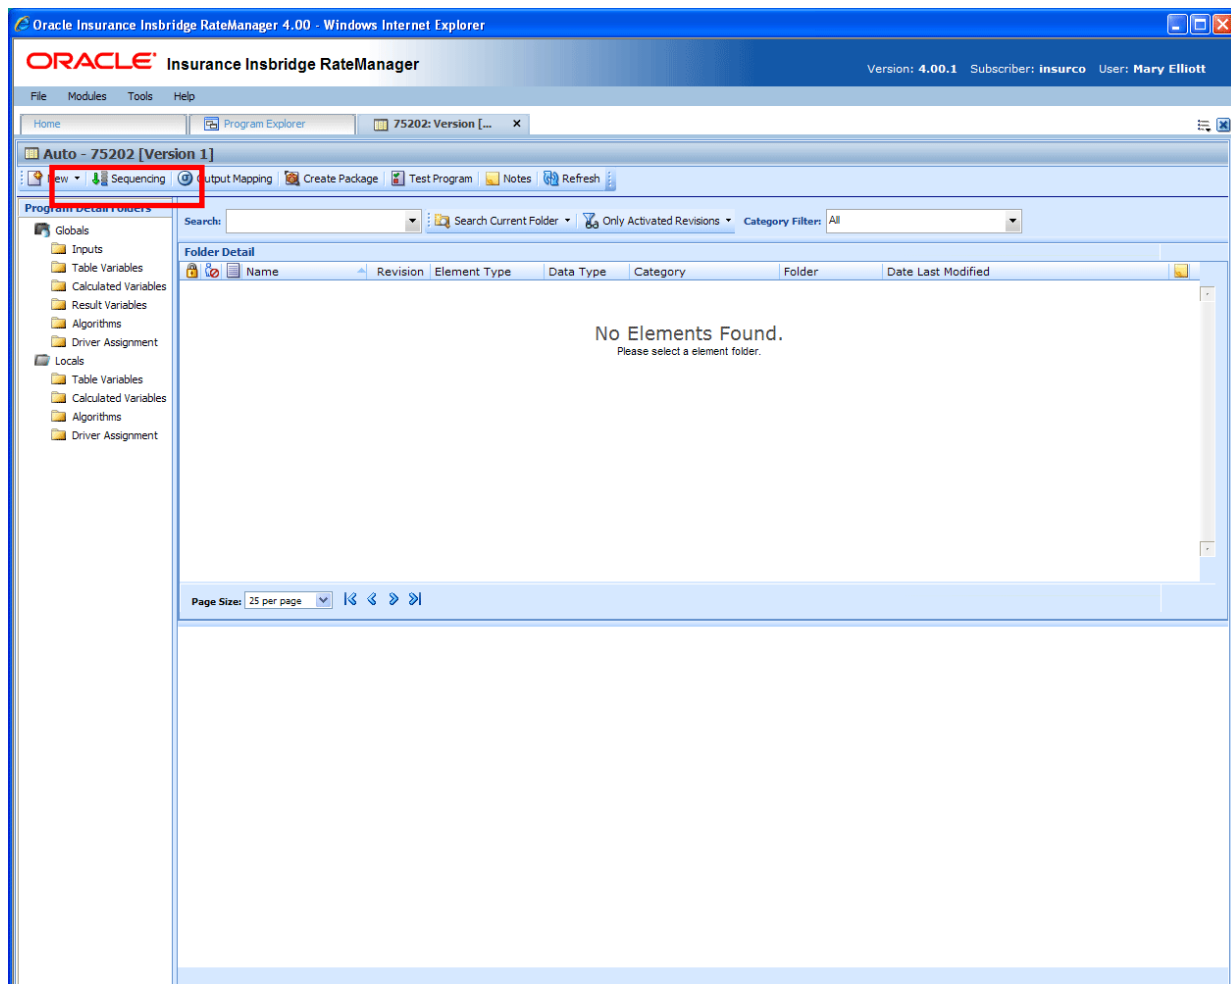 Oracle Insurance Insbridge RateManager 4.00 - Windows Internet Explorer
ORACLE Insurance Insbridge RateManager
Version: 4.00.1 Subscriber: insurco User: Mary Elliott
File Modules Tools Help
Home Program Explorer 75202: Version [... x
Auto - 75202 [Version 1]
New Sequencing Output Mapping Create Package Test Program Notes Refresh
Program Detail Folders
Globals
Inputs
Table Variables
Calculated Variables
Result Variables
Algorithms
Driver Assignment
Locals
Table Variables
Calculated Variables
Algorithms
Driver Assignment
Search: Search Current Folder Only Activated Revisions Category Filter: All
Folder Detail
Name Revision Element Type Data Type Category Folder Date Last Modified
No Elements Found.
Please select a element folder.
Page Size: 25 per page